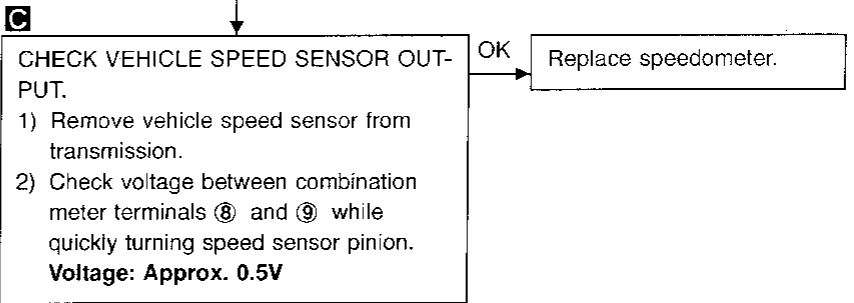 C
CHECK VEHICLE SPEED SENSOR OUT-
PUT.
1) Remove vehicle speed sensor from
transmission.
2) Check voltage between combination
meter terminals ⑧ and ⑨ while
quickly turning speed sensor pinion.
Voltage: Approx. 0.5V
OK
Replace speedometer.